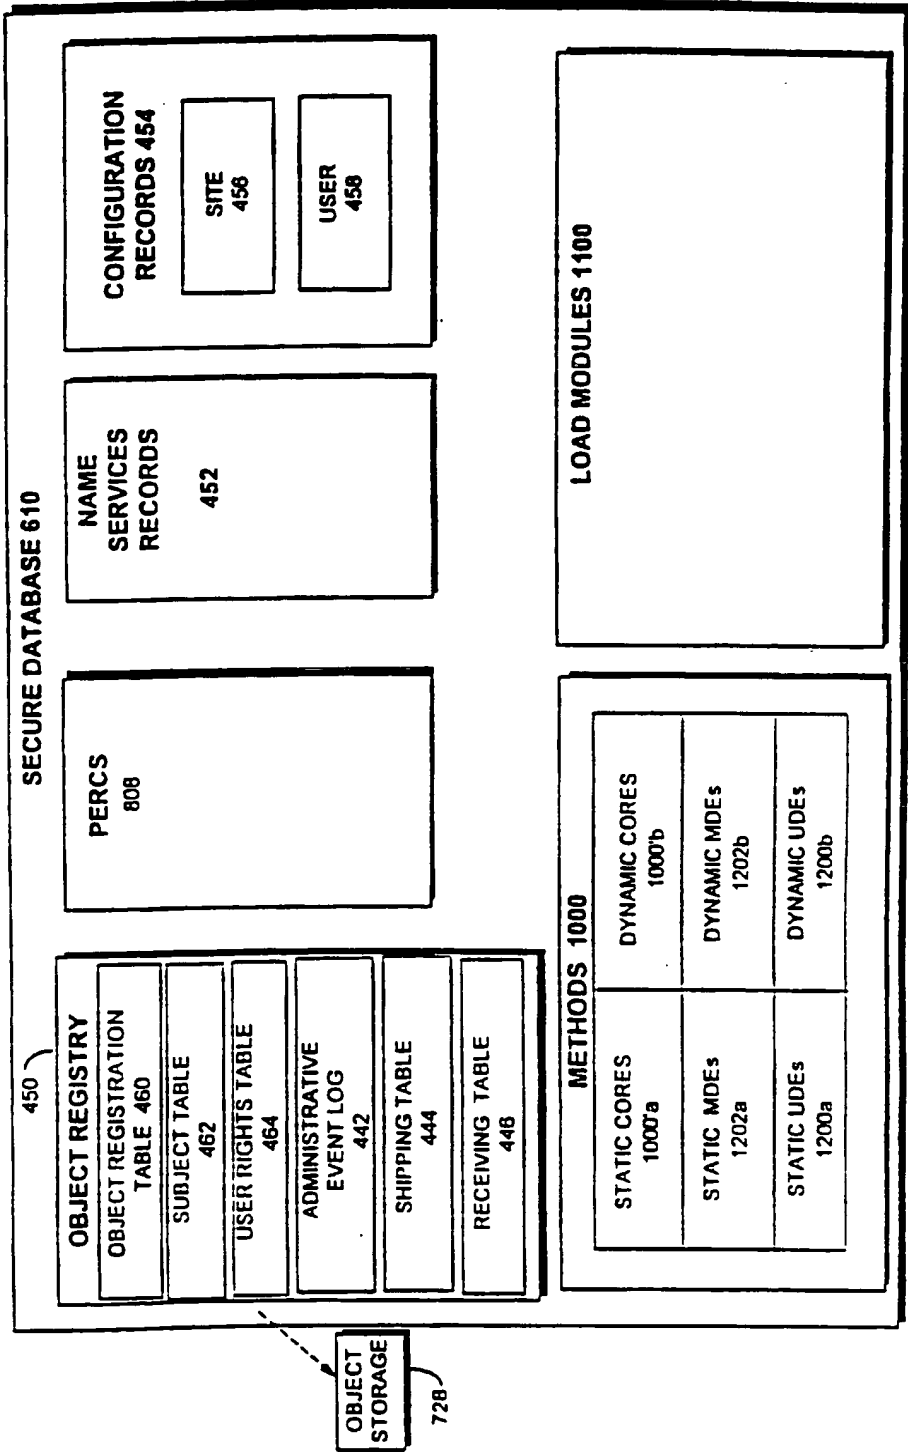 SECURE DATABASE 610
450
OBJECT REGISTRY
OBJECT REGISTRATION
TABLE 460
SUBJECT TABLE
462
USER RIGHTS TABLE
464
ADMINISTRATIVE
EVENT LOG
442
SHIPPING TABLE
444
RECEIVING TABLE
446
PERCS
808
NAME
SERVICES
RECORDS
452
CONFIGURATION
RECORDS 454
SITE
456
USER
458
OBJECT
STORAGE
728
METHODS 1000
STATIC CORES
1000'a
DYNAMIC CORES
1000'b
STATIC MDEs
1202a
DYNAMIC MDEs
1202b
STATIC UDEs
1200a
DYNAMIC UDEs
1200b
LOAD MODULES 1100